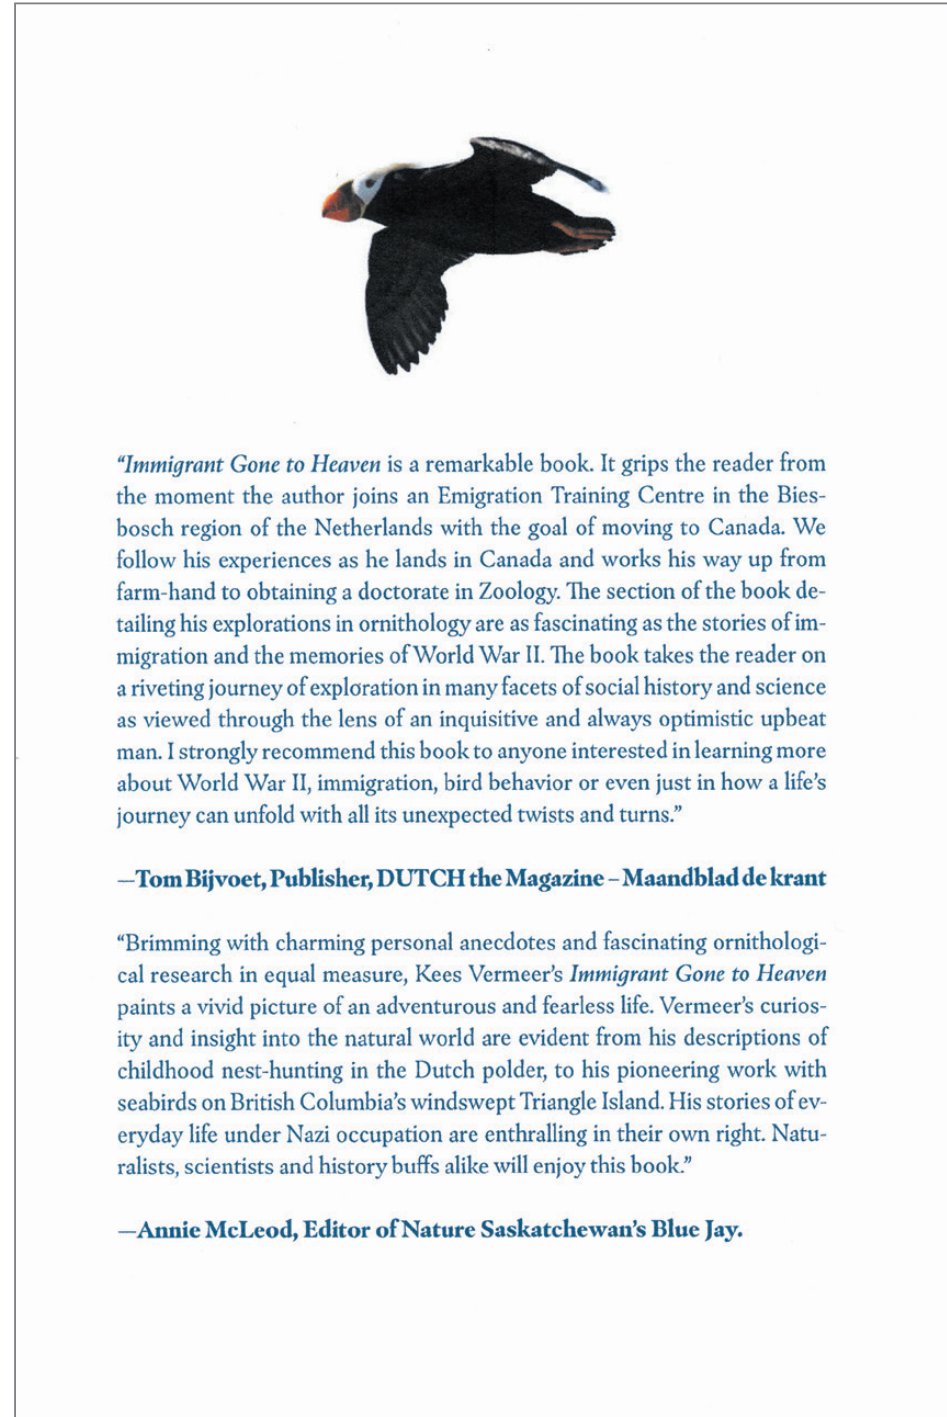 “Immigrant Gone to Heaven is a remarkable book. It grips the reader from
the moment the author joins an Emigration Training Centre in the Bies-
bosch region of the Netherlands with the goal of moving to Canada. We
follow his experiences as he lands in Canada and works his way up from
farm-hand to obtaining a doctorate in Zoology. The section of the book de-
tailing his explorations in ornithology are as fascinating as the stories of im-
migration and the memories of World War II. The book takes the reader on
a riveting journey of exploration in many facets of social history and science
as viewed through the lens of an inquisitive and always optimistic upbeat
man. I strongly recommend this book to anyone interested in learning more
about World War II, immigration, bird behavior or even just in how a life’s
journey can unfold with all its unexpected twists and turns.”
—Tom Bijvoet, Publisher, DUTCH the Magazine – Maandblad de krant
“Brimming with charming personal anecdotes and fascinating ornithologi-
cal research in equal measure, Kees Vermeer’s Immigrant Gone to Heaven
paints a vivid picture of an adventurous and fearless life. Vermeer’s curios-
ity and insight into the natural world are evident from his descriptions of
childhood nest-hunting in the Dutch polder, to his pioneering work with
seabirds on British Columbia’s windswept Triangle Island. His stories of ev-
eryday life under Nazi occupation are enthralling in their own right. Natu-
ralists, scientists and history buffs alike will enjoy this book.”
—Annie McLeod, Editor of Nature Saskatchewan’s Blue Jay.